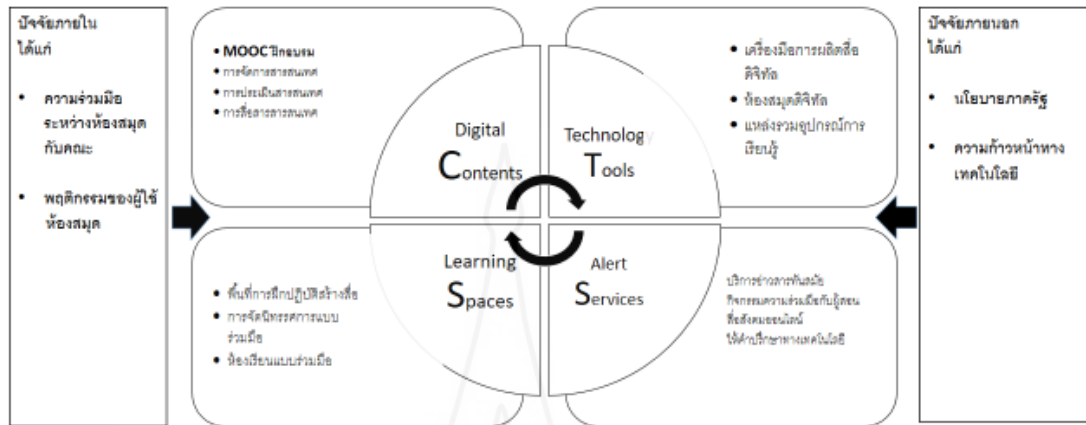 ปัจจัยภายใน
ได้แก่
• ความร่วมมือ
ระหว่างห้องสมุด
กับคณะ
• พฤติกรรมของผู้ใช้
ห้องสมุด
• MOOC ฝึกอบรม
• การจัดการสารสนเทศ
• การประเมินสารสนเทศ
• การสื่อสารสารสนเทศ
Digital
Contents
Technology
Tools
• เครื่องมือการผลิตสื่อ
ดิจิทัล
• ห้องสมุดดิจิทัล
• แหล่งรวมอุปกรณ์การ
เรียนรู้
• พื้นที่การฝึกปฏิบัติสร้างสื่อ
• การจัดนิทรรศการแบบ
ร่วมมือ
• ห้องเรียนแบบร่วมมือ
Learning
Spaces
Alert
Services
บริการข่าวสารทันสมัย
กิจกรรมความร่วมมือกับผู้สอน
สื่อสังคมออนไลน์
ให้คำปรึกษาทางเทคโนโลยี
ปัจจัยภายนอก
ได้แก่
• นโยบายภาครัฐ
• ความก้าวหน้าทาง
เทคโนโลยี